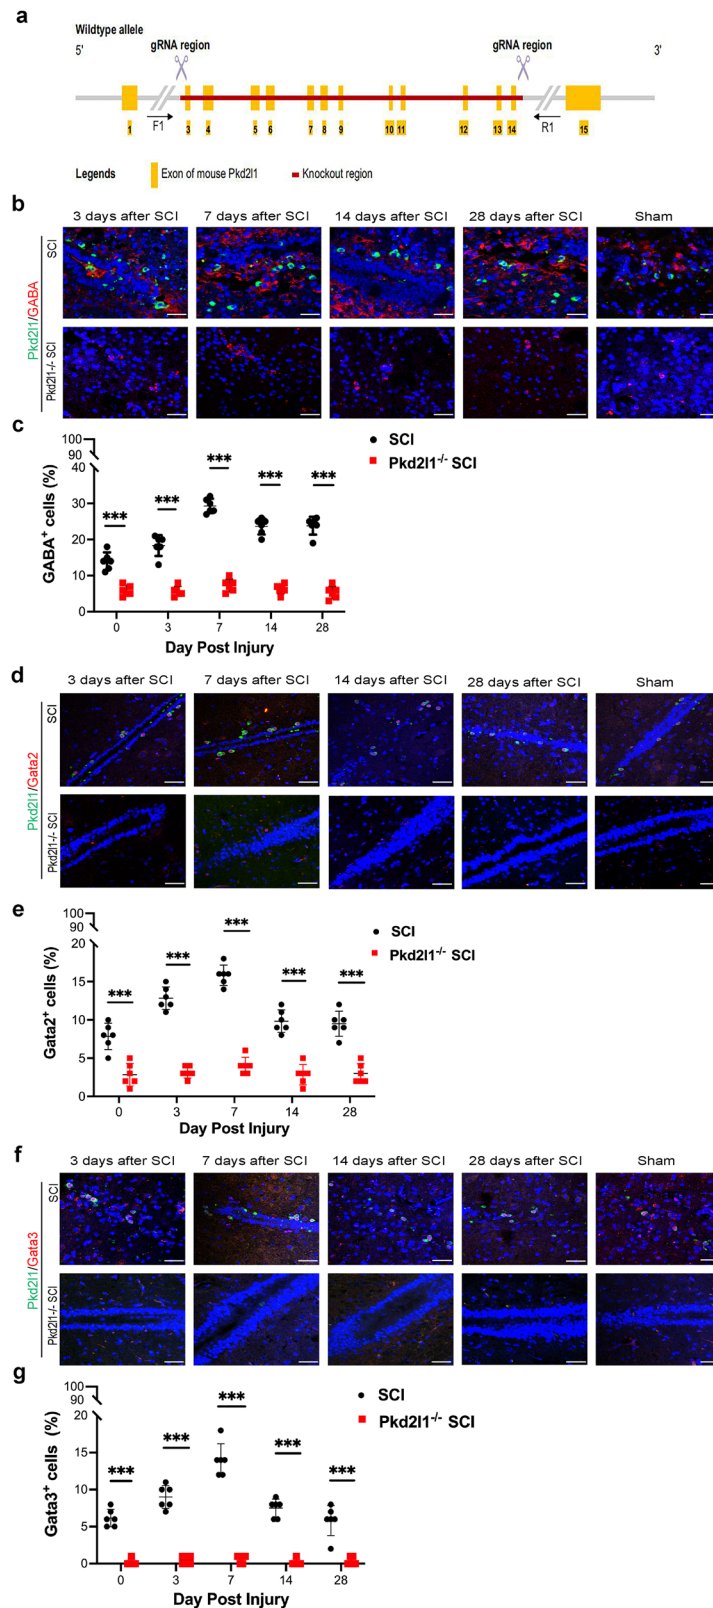 a
Wildtype allele
5'
gRNA region
gRNA region
3'
1
F1
3
4
5
6
7
8
9
10
11
12
13
14
R1
15
Legends
Exon of mouse Pkd2l1
Knockout region
b
3 days after SCI
7 days after SCI
14 days after SCI
28 days after SCI
Sham
Pkd2l1/GABA
SCI
Pkd2l1-/- SCI
c
SCI
Pkd2l1-/- SCI
GABA+ cells (%)
100
90
40
30
20
10
0
***
***
***
***
***
0
3
7
14
28
Day Post Injury
d
3 days after SCI
7 days after SCI
14 days after SCI
28 days after SCI
Sham
Pkd2l1/Gata2
SCI
Pkd2l1-/- SCI
e
SCI
Pkd2l1-/- SCI
Gata2+ cells (%)
100
90
20
15
10
5
0
***
***
***
***
***
0
3
7
14
28
Day Post Injury
f
3 days after SCI
7 days after SCI
14 days after SCI
28 days after SCI
Sham
Pkd2l1/Gata3
SCI
Pkd2l1-/- SCI
g
SCI
Pkd2l1-/- SCI
Gata3+ cells (%)
100
90
20
15
10
5
0
***
***
***
***
***
0
3
7
14
28
Day Post Injury